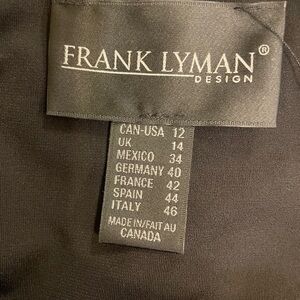 FRANK LYMAN®
DESIGN
CAN-USA 12
UK 14
MEXICO 34
GERMANY 40
FRANCE 42
SPAIN 44
ITALY 46
MADE IN/FAIT AU
CANADA